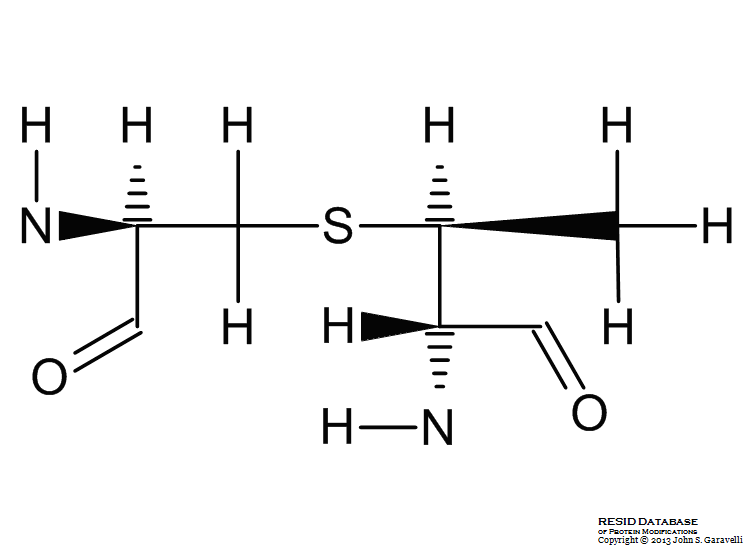 H H H H H
N S H
O H H H
H N O
RESID DATABASE
OF PROTEIN MODIFICATIONS
Copyright © 2013 John S. Garavelli